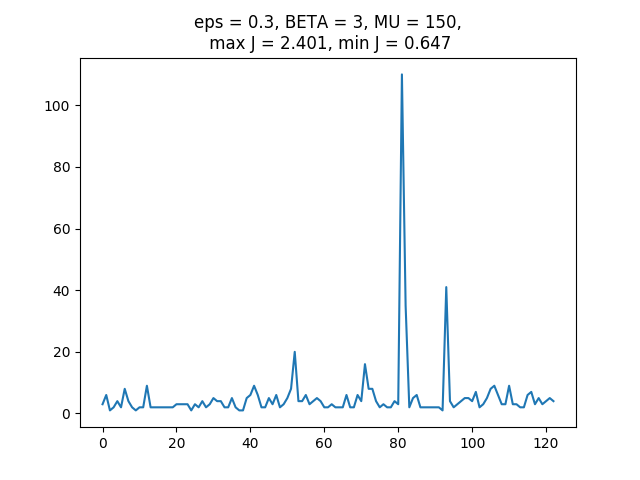 eps = 0.3, BETA = 3, MU = 150,
max J = 2.401, min J = 0.647
100
80
60
40
20
0
0 20 40 60 80 100 120